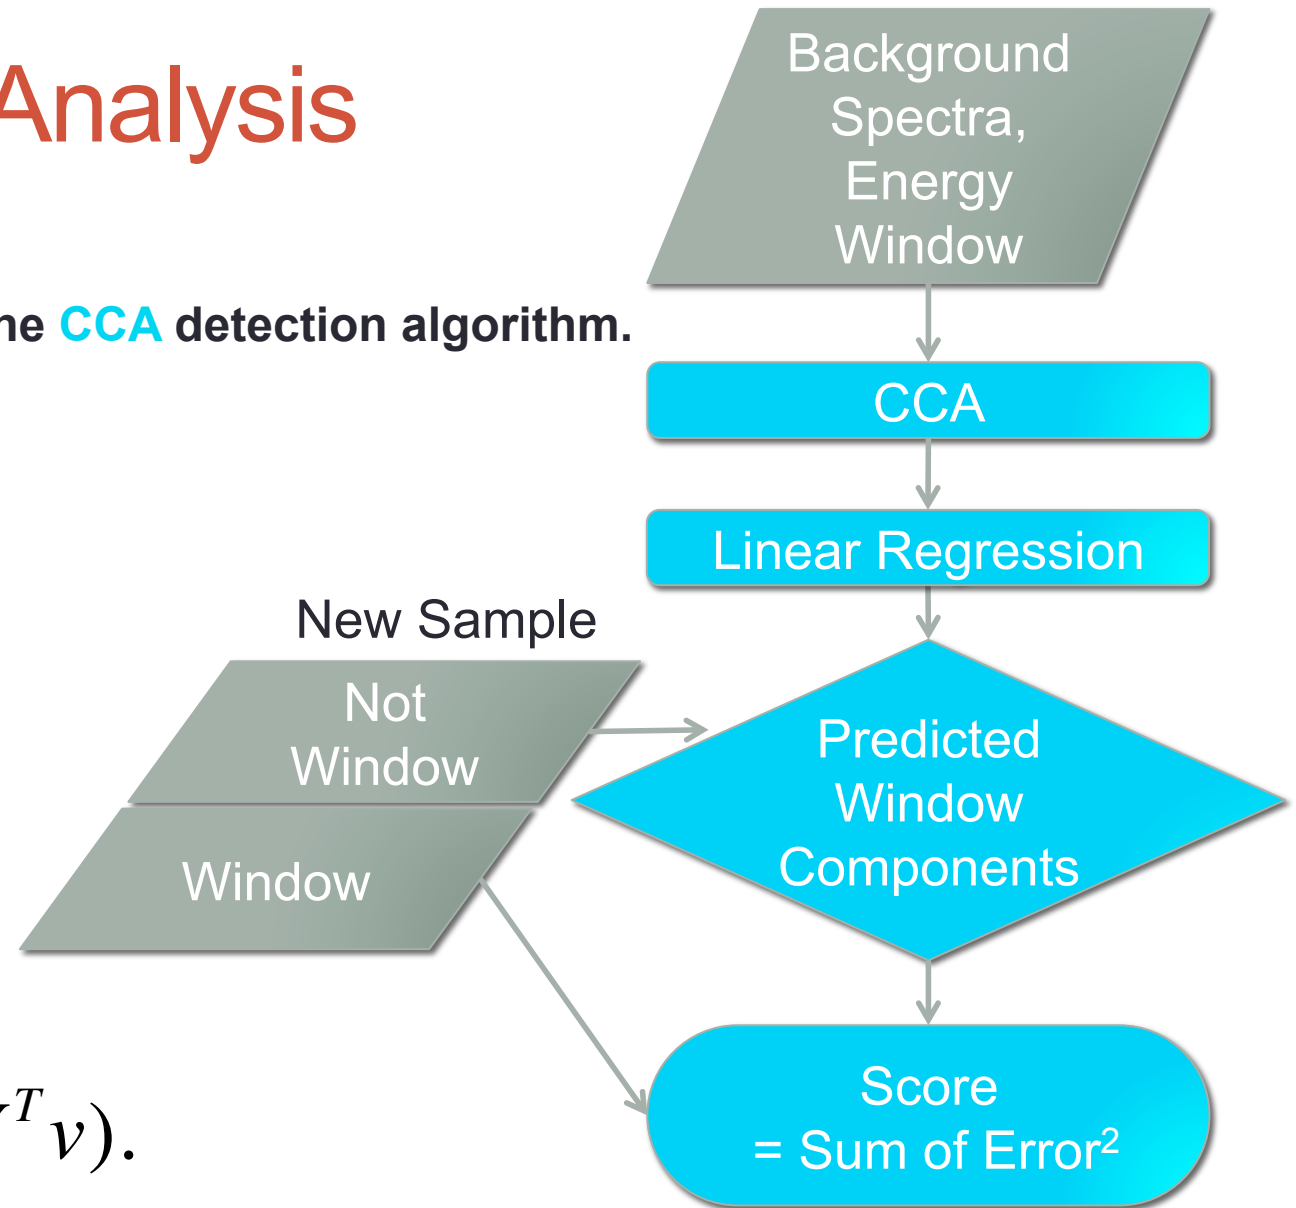 Analysis
Background
Spectra,
Energy
Window
CCA detection algorithm.
CCA
Linear Regression
New Sample
Not
Window
Window
Predicted
Window
Components
Score
= Sum of Error²
ᵀv).